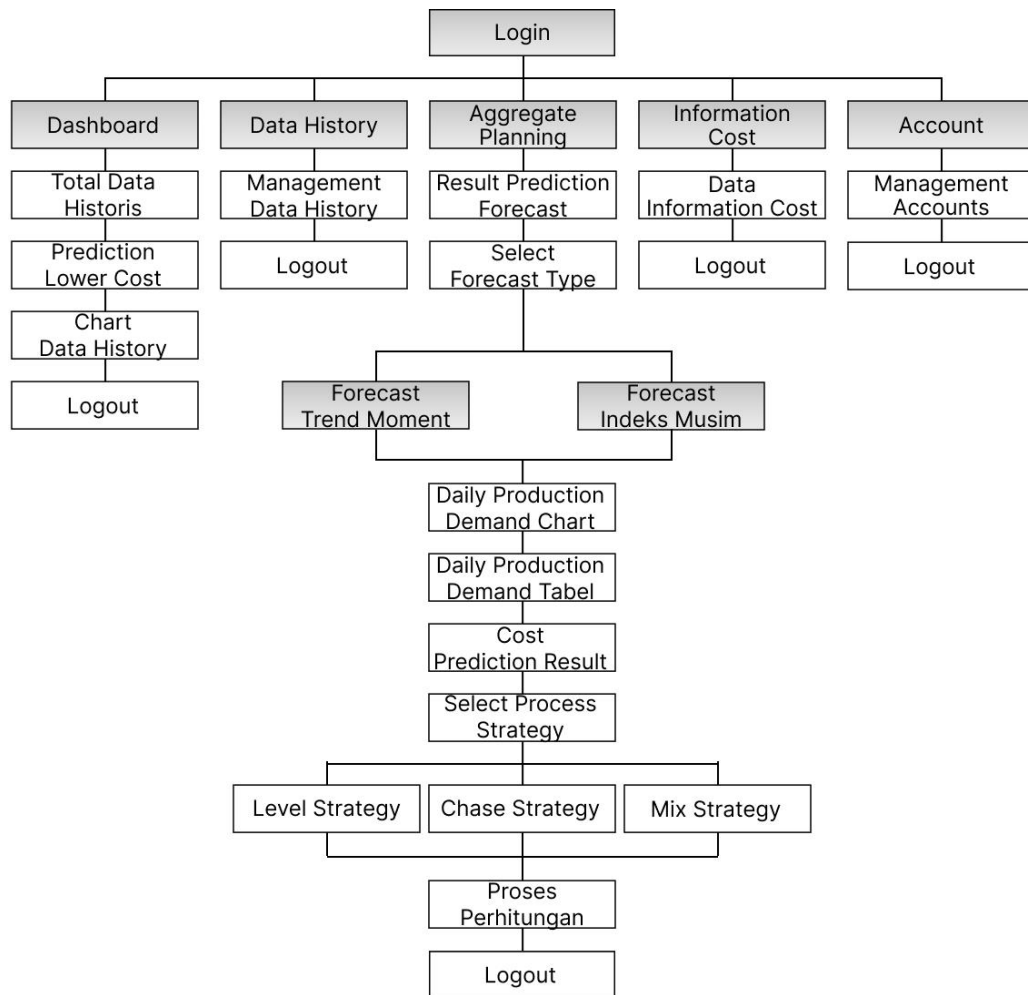 Login
Dashboard
Data History
Aggregate
Planning
Information
Cost
Account
Total Data
Historis
Management
Data History
Result Prediction
Forecast
Data
Information Cost
Management
Accounts
Prediction
Lower Cost
Logout
Select
Forecast Type
Logout
Logout
Chart
Data History
Logout
Forecast
Trend Moment
Forecast
Indeks Musim
Daily Production
Demand Chart
Daily Production
Demand Tabel
Cost
Prediction Result
Select Process
Strategy
Level Strategy
Chase Strategy
Mix Strategy
Proses
Perhitungan
Logout